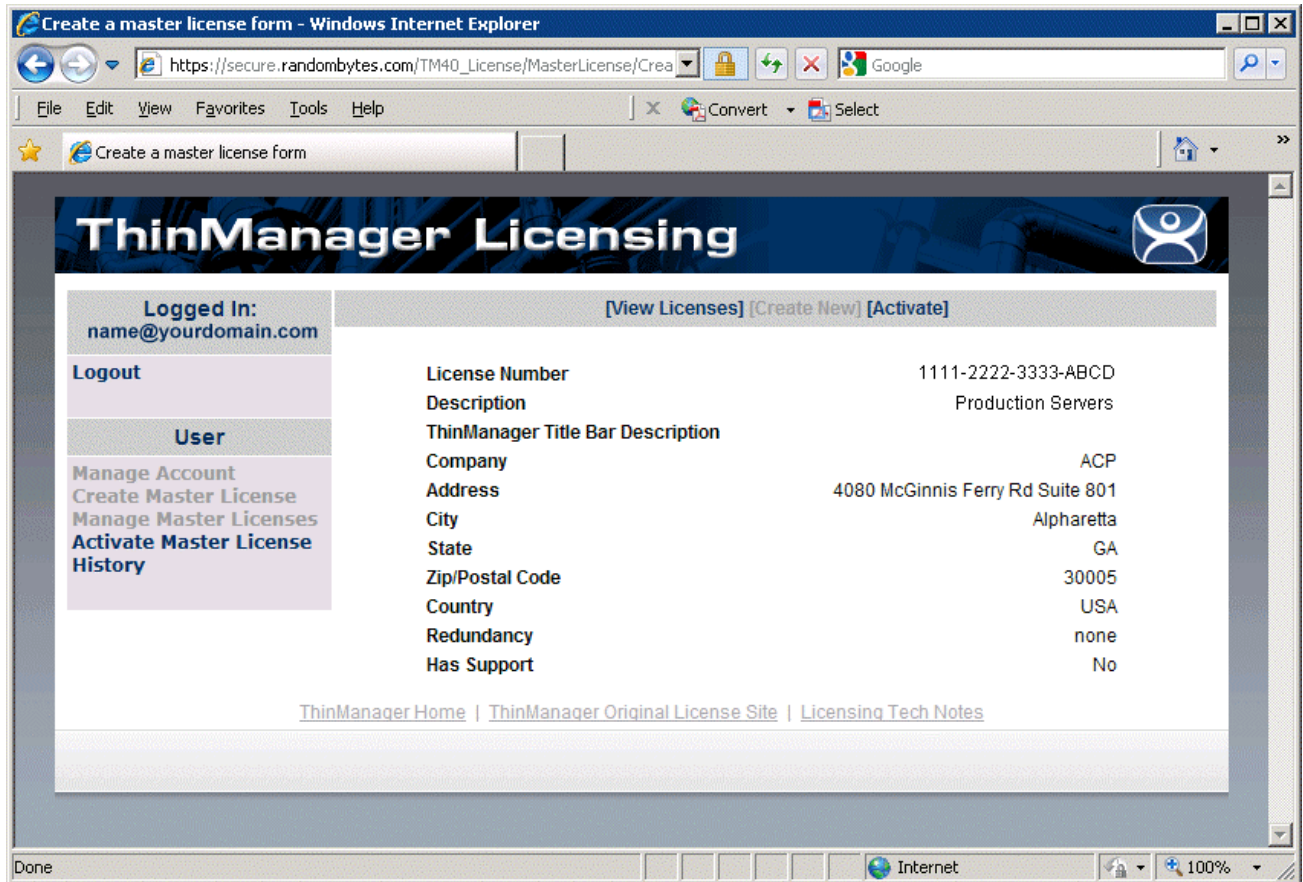 Create a master license form - Windows Internet Explorer
https://secure.randombytes.com/TM40_License/MasterLicense/Crea
Google
File Edit View Favorites Tools Help
Convert Select
Create a master license form
ThinManager Licensing
Logged In:
name@yourdomain.com
[View Licenses] [Create New] [Activate]
Logout
User
Manage Account
Create Master License
Manage Master Licenses
Activate Master License
History
License Number 1111-2222-3333-ABCD
Description Production Servers
ThinManager Title Bar Description
Company ACP
Address 4080 McGinnis Ferry Rd Suite 801
City Alpharetta
State GA
Zip/Postal Code 30005
Country USA
Redundancy none
Has Support No
ThinManager Home | ThinManager Original License Site | Licensing Tech Notes
Done
Internet
100%